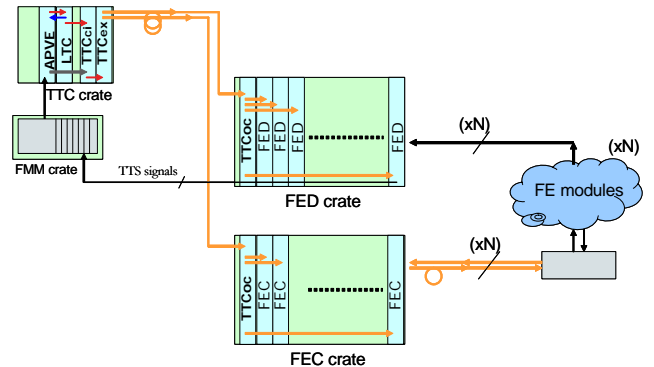 APVE
LTC
TTCci
TTCex
TTC crate
FMM crate
TTS signals
TTCoc
FED
FED
FED
FED
FED crate
(xN)
(xN)
FE modules
(xN)
TTCoc
FEC
FEC
FEC
FEC crate